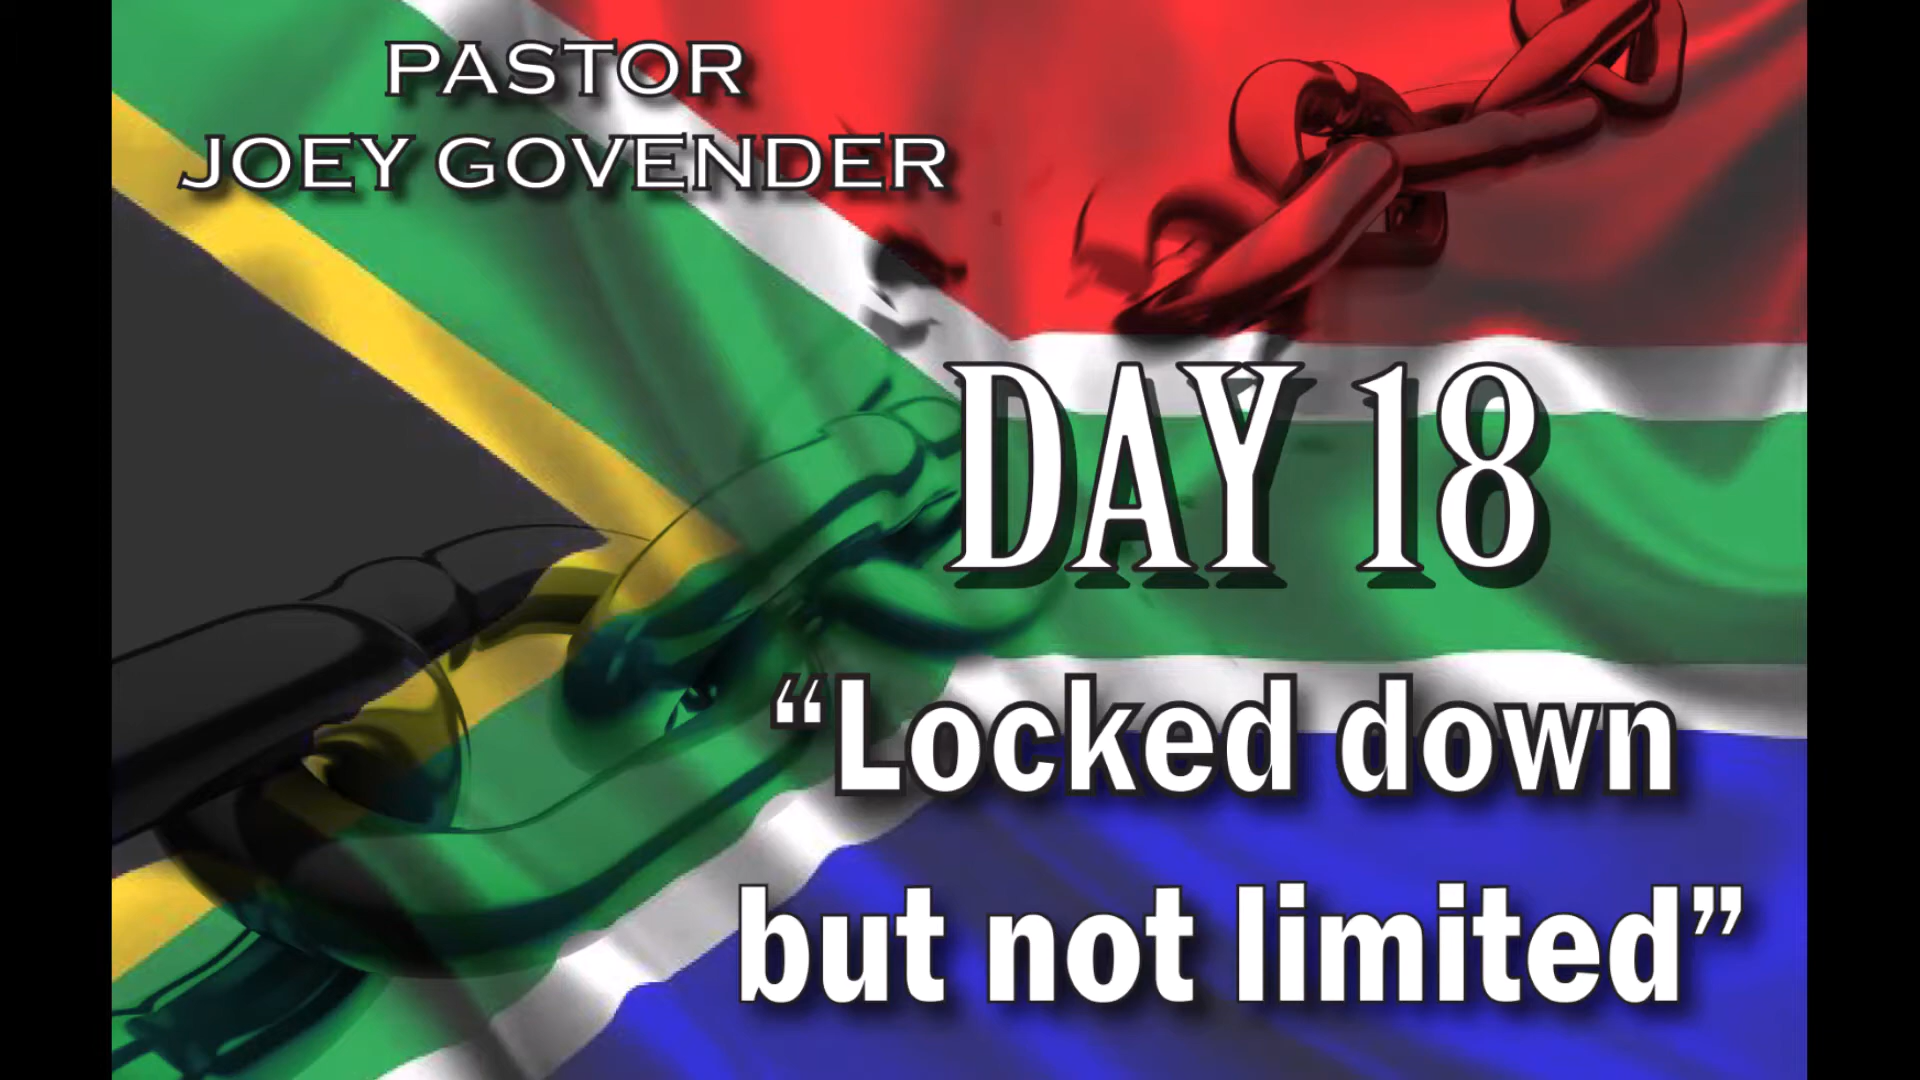 PASTOR
JOEY GOVENDER
DAY 18
“Locked down
but not limited”